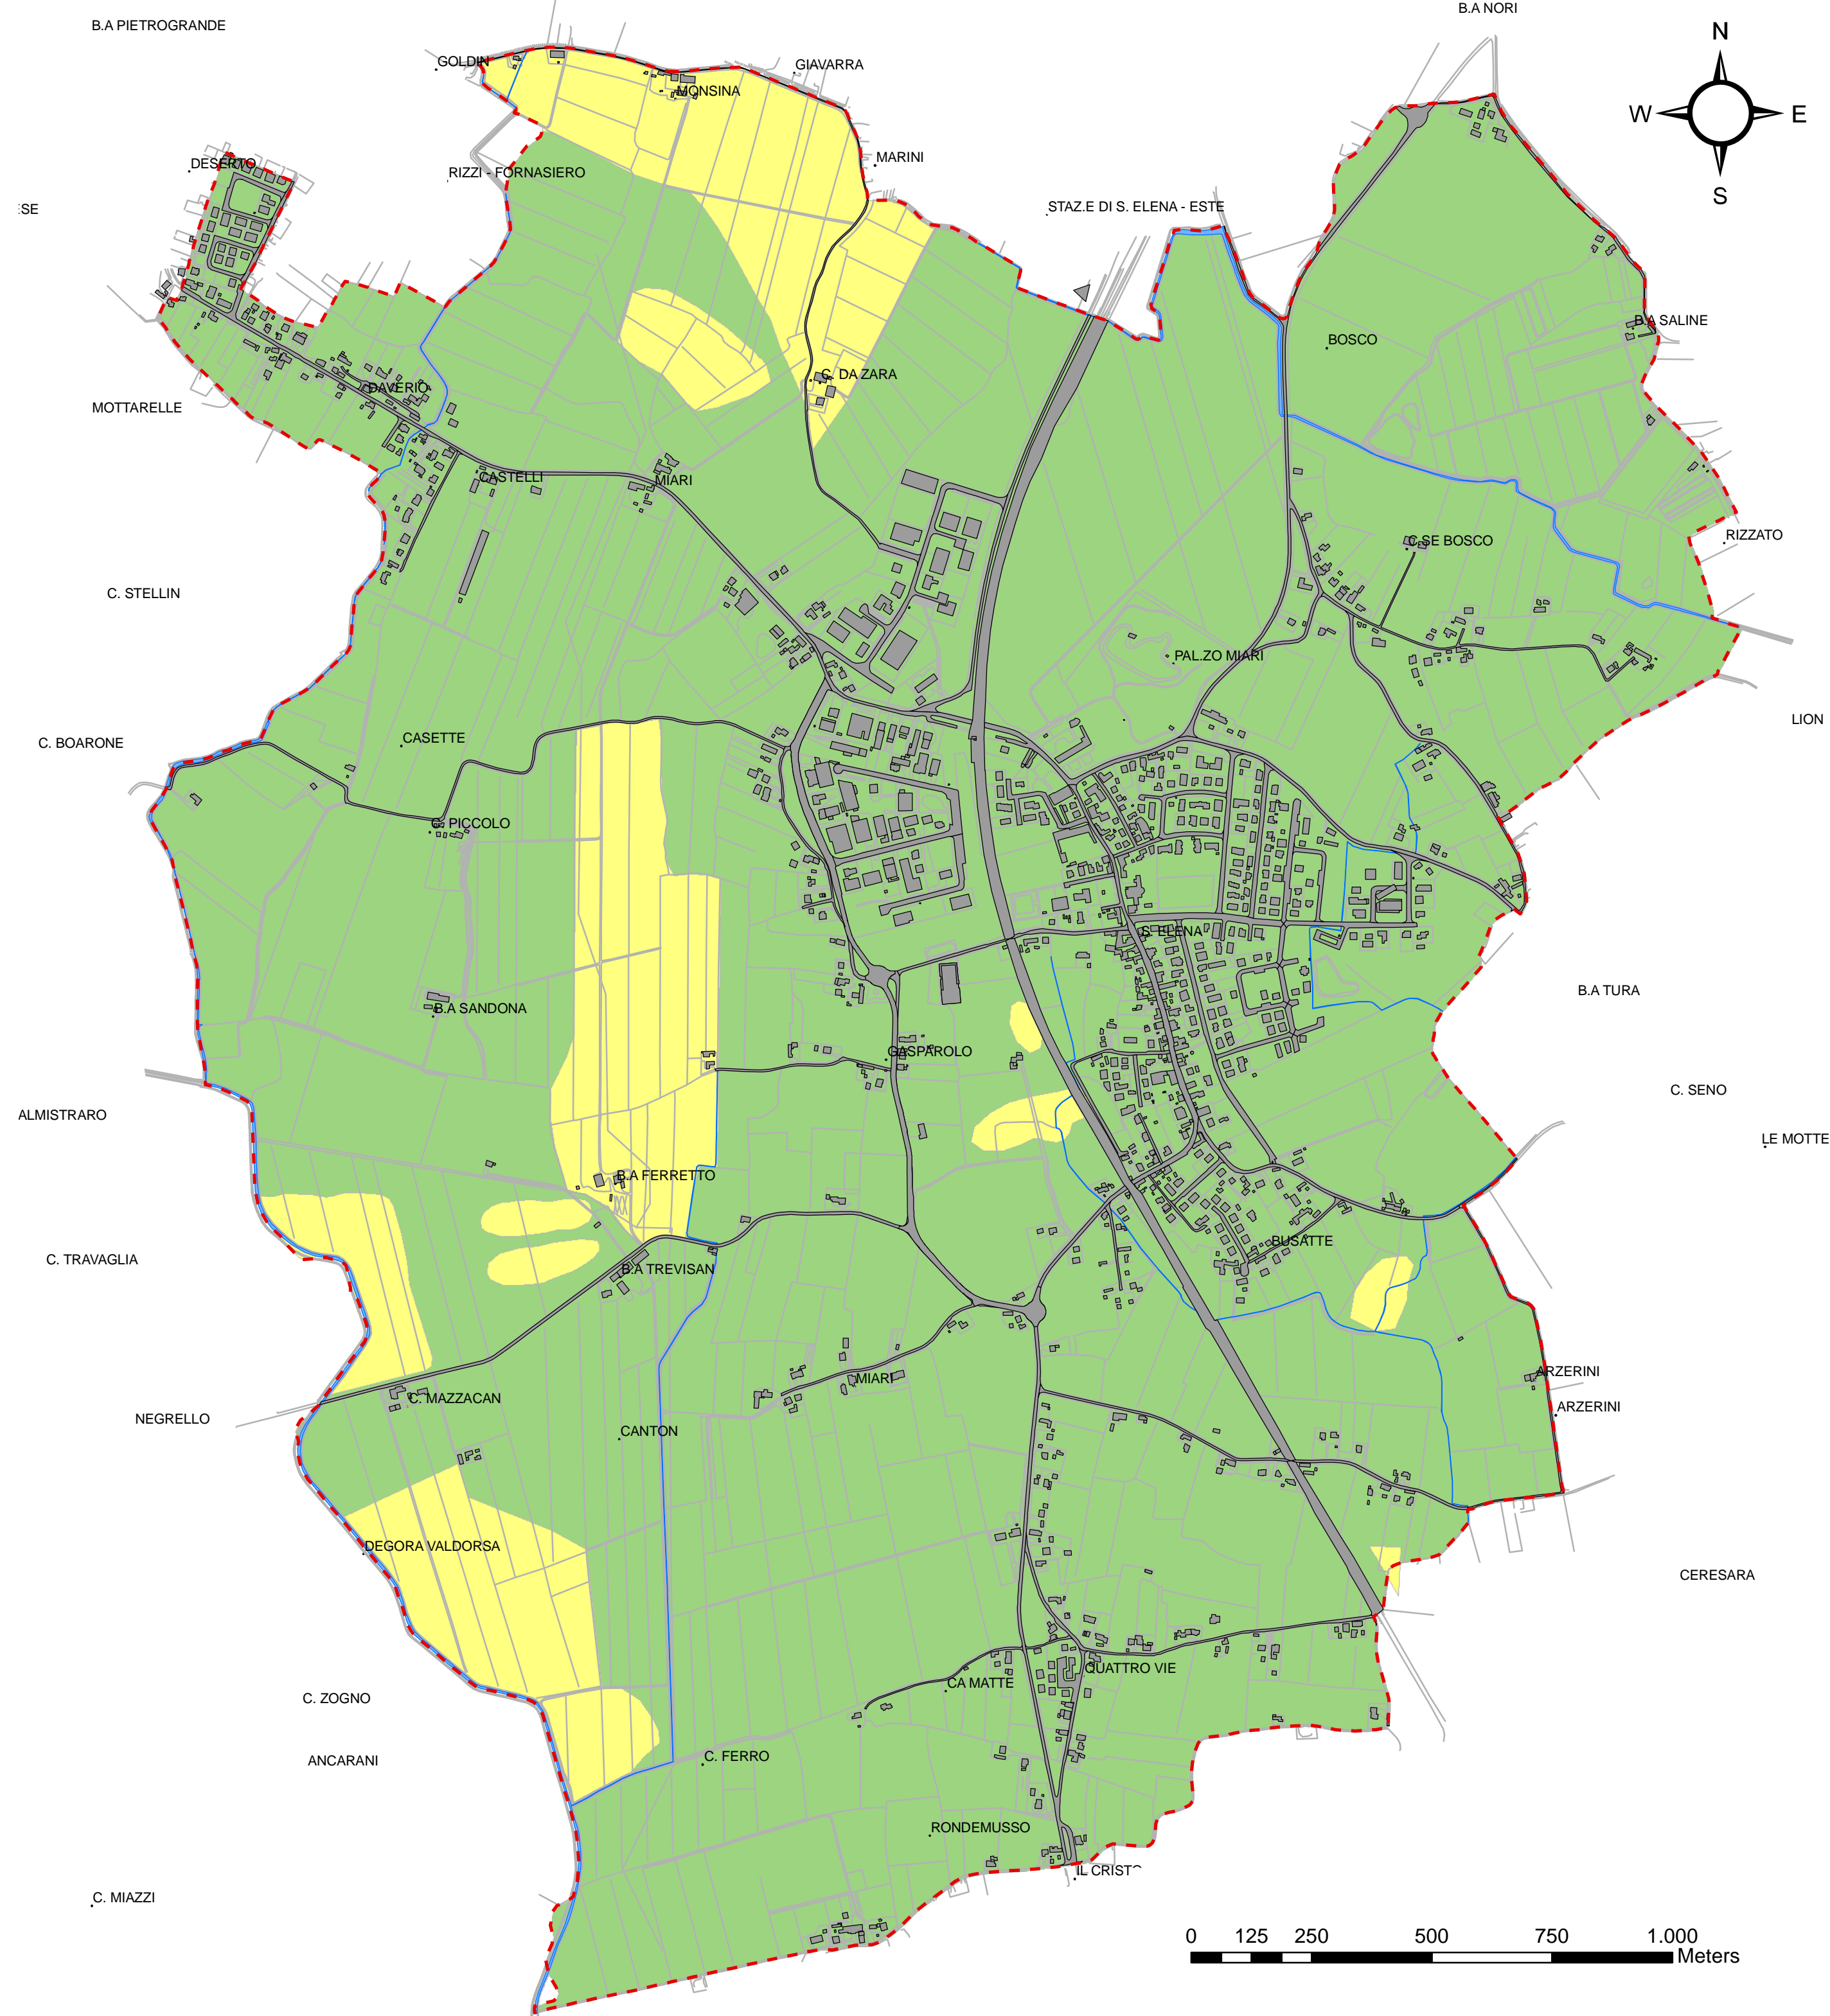 B.A NORI
B.A PIETROGRANDE
N
GOLDIN
GIAVARRA
MONSINA
W
E
MARINI
DESERTO
RIZZI - FORNASIERO
S
STAZ.E DI S. ELENA - ESTE
B.A SALINE
BOSCO
C. DA ZARA
DAVERIO
MOTTARELLE
CASTELLI
MIARI
RIZZATO
C.SE BOSCO
C. STELLIN
PAL.ZO MIARI
LION
CASETTE
C. BOARONE
C. PICCOLO
S. ELENA
B.A TURA
B.A SANDONA
GASPAROLO
C. SENO
ALMISTRARO
LE MOTTE
B.A FERRETTO
BUSATTE
C. TRAVAGLIA
B.A TREVISAN
ARZERINI
MIARI
C. MAZZACAN
ARZERINI
NEGRELLO
CANTON
DEGORA VALDORSA
CERESARA
QUATTRO VIE
CA MATTE
C. ZOGNO
C. FERRO
ANCARANI
RONDEMUSSO
IL CRIST
C. MIAZZI
0 125 250 500 750 1.000
Meters